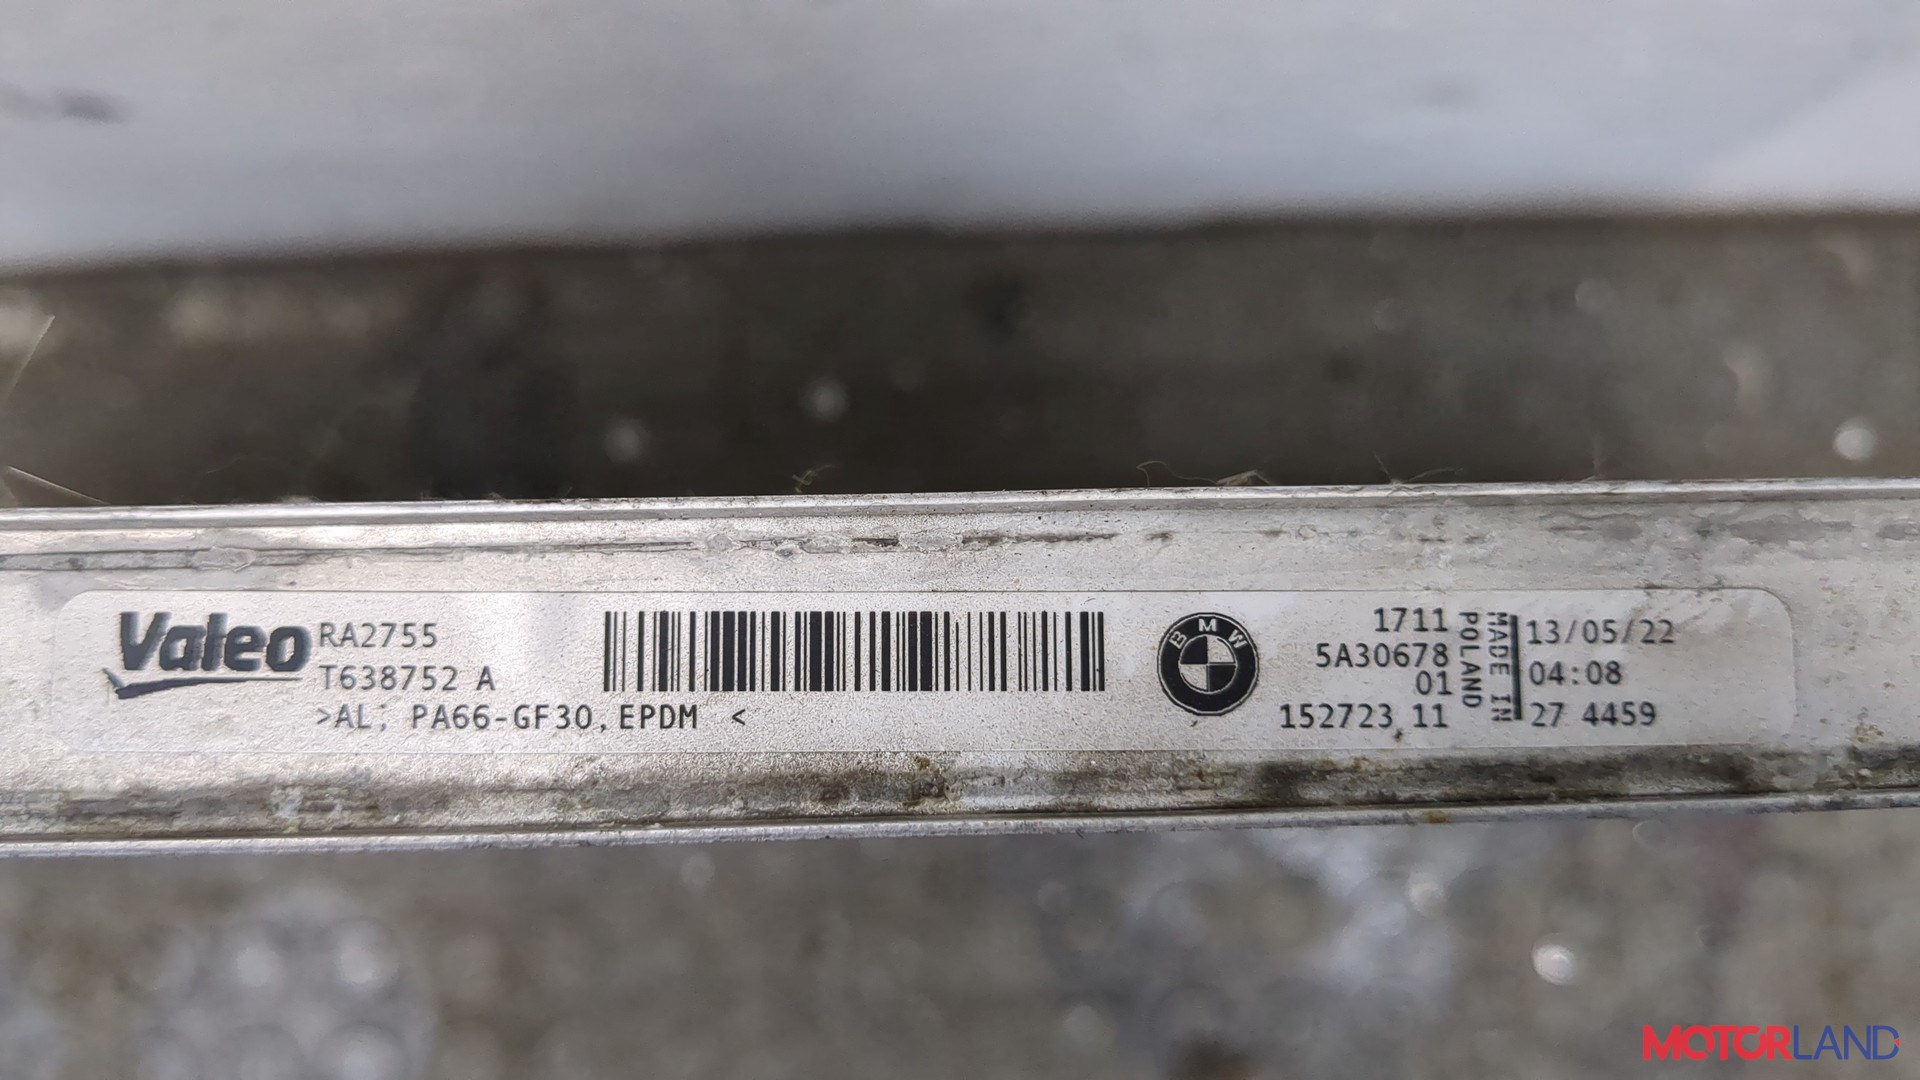 Valeo
RA2755
T638752 A
>AL; PA66-GF30,EPDM <
BMW
1711
5A30678
01
152723 11
MADE IN
POLAND
13/05/22
04:08
27 4459
MOTORLAND